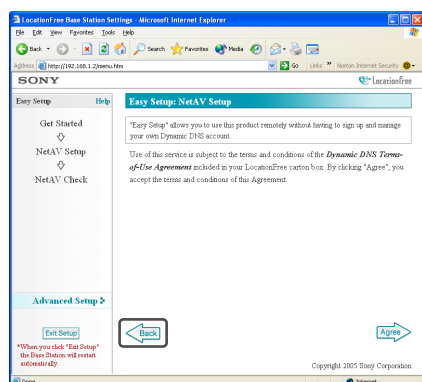 LocationFree Base Station Settings - Microsoft Internet Explorer
File Edit View Favorites Tools Help
Back Search Favorites Media
Address http://192.168.1.2/menu.htm Go Links Norton Internet Security
SONY LocationFree
Easy Setup Help
Easy Setup: NetAV Setup
Get Started
NetAV Setup
NetAV Check
"Easy Setup" allows you to use this product remotely without having to sign up and manage
your own Dynamic DNS account.
Use of this service is subject to the terms and conditions of the Dynamic DNS Terms-
of-Use Agreement included in your LocationFree carton box. By clicking "Agree", you
accept the terms and conditions of this Agreement.
Advanced Setup
Exit Setup
*When you click "Exit Setup"
the Base Station will restart
automatically.
Back
Agree
Copyright 2005 Sony Corporation
Done Internet